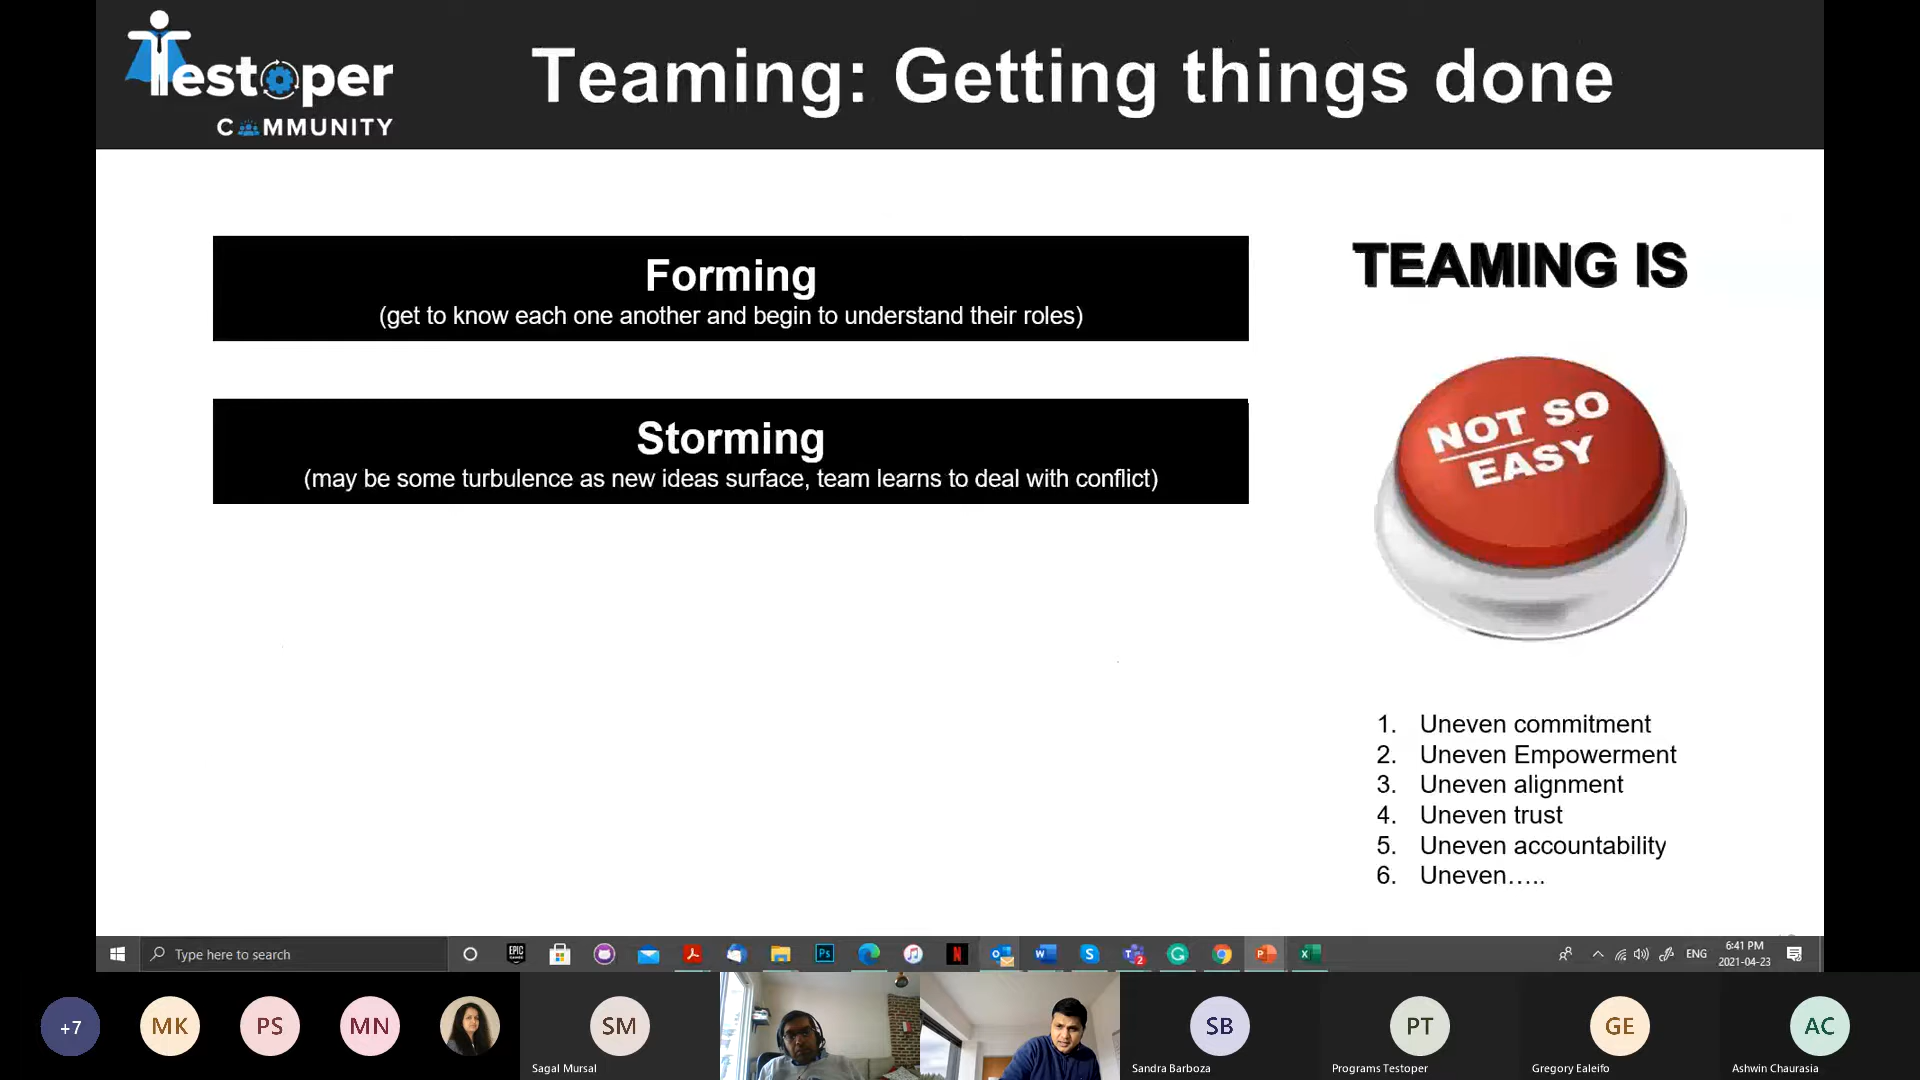 Testoper
COMMUNITY
Teaming: Getting things done
Forming
(get to know each one another and begin to understand their roles)
Storming
(may be some turbulence as new ideas surface, team learns to deal with conflict)
TEAMING IS
NOT SO
EASY
1. Uneven commitment
2. Uneven Empowerment
3. Uneven alignment
4. Uneven trust
5. Uneven accountability
6. Uneven…..
Type here to search
EPIC
GAMES
Ps
N
W
S
2
G
P
X
ENG
6:41 PM
2021-04-23
+7
MK
PS
MN
SM
Sagal Mursal
SB
Sandra Barboza
PT
Programs Testoper
GE
Gregory Ealeifo
AC
Ashwin Chaurasia